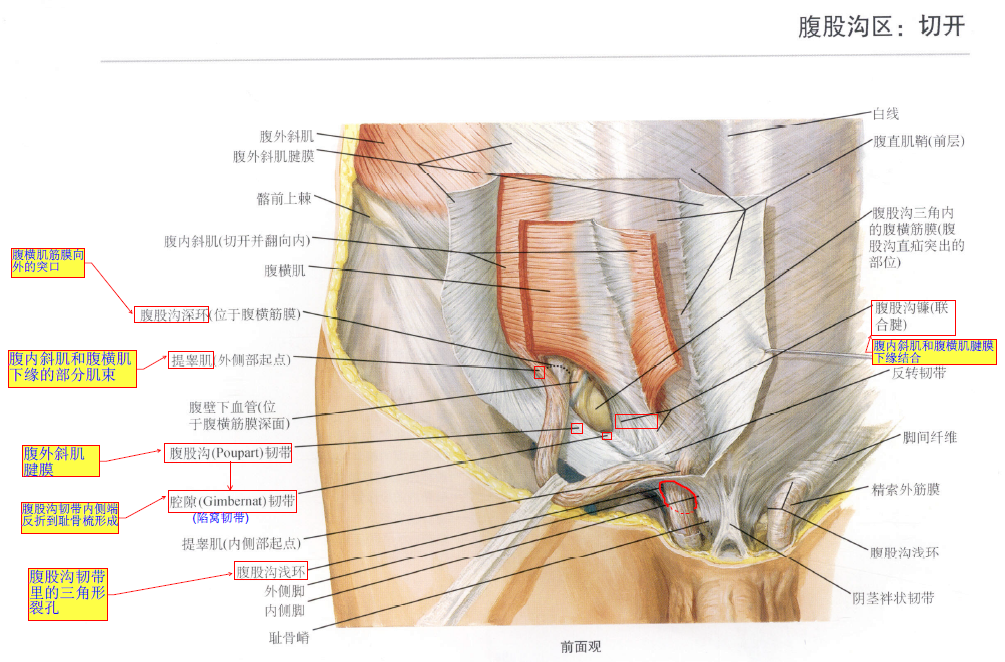 腹股沟区：切开
腹外斜肌
腹外斜肌腱膜
髂前上棘
腹内斜肌(切开并翻向内)
腹横肌
腹横肌筋膜向
外的突口
腹股沟深环(位于腹横筋膜)
腹内斜肌和腹横肌
下缘的部分肌束
提睾肌(外侧部起点)
腹壁下血管(位
于腹横筋膜深面)
腹外斜肌
腱膜
腹股沟(Poupart)韧带
腹股沟韧带内侧端
反折到耻骨梳形成
腔隙(Gimbernat)韧带
(陷窝韧带)
提睾肌(内侧部起点)
腹股沟韧带
里的三角形
裂孔
腹股沟浅环
外侧脚
内侧脚
耻骨嵴
白线
腹直肌鞘(前层)
腹股沟三角内
的腹横筋膜(腹
股沟直疝突出的
部位)
腹股沟镰(联
合腱)
腹内斜肌和腹横肌腱膜
下缘结合
反转韧带
脚间纤维
精索外筋膜
腹股沟浅环
阴茎袢状韧带
前面观